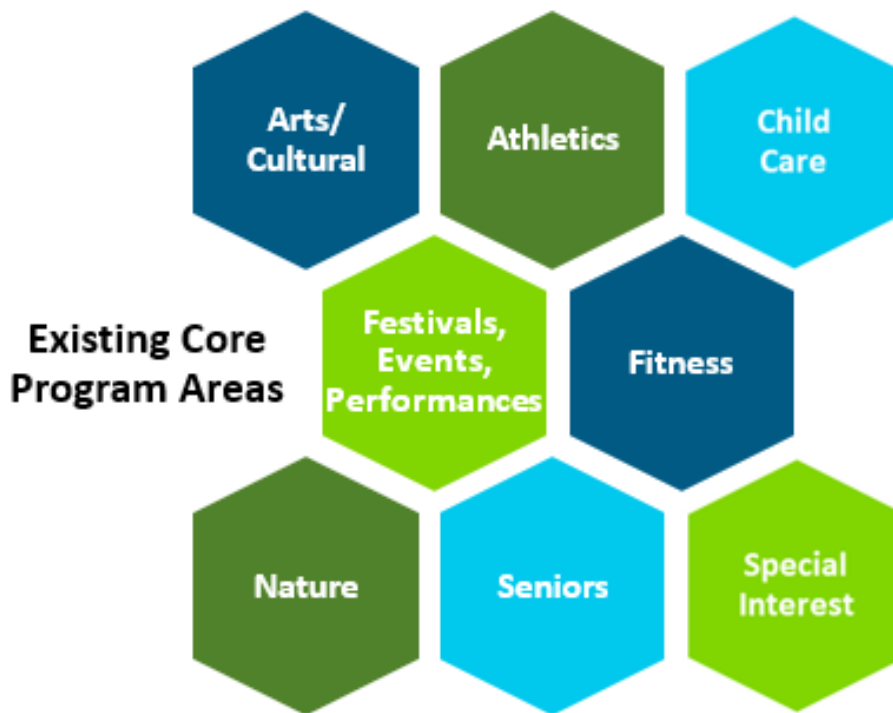 Arts/
Cultural
Athletics
Child
Care
Existing Core
Program Areas
Festivals,
Events,
Performances
Fitness
Nature
Seniors
Special
Interest